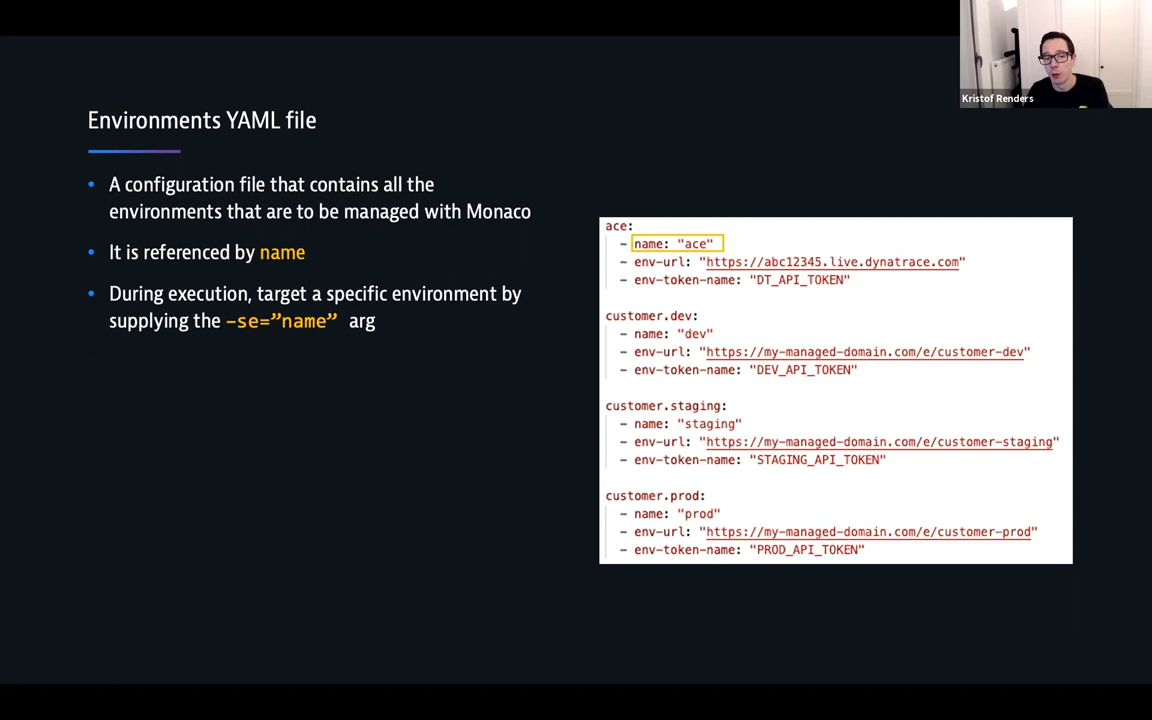 Kristof Renders
Environments YAML file
• A configuration file that contains all the
environments that are to be managed with Monaco
• It is referenced by name
• During execution, target a specific environment by
supplying the –se=”name” arg
ace:
- name: "ace"
- env-url: "https://abc12345.live.dynatrace.com"
- env-token-name: "DT_API_TOKEN"
customer.dev:
- name: "dev"
- env-url: "https://my-managed-domain.com/e/customer-dev"
- env-token-name: "DEV_API_TOKEN"
customer.staging:
- name: "staging"
- env-url: "https://my-managed-domain.com/e/customer-staging"
- env-token-name: "STAGING_API_TOKEN"
customer.prod:
- name: "prod"
- env-url: "https://my-managed-domain.com/e/customer-prod"
- env-token-name: "PROD_API_TOKEN"